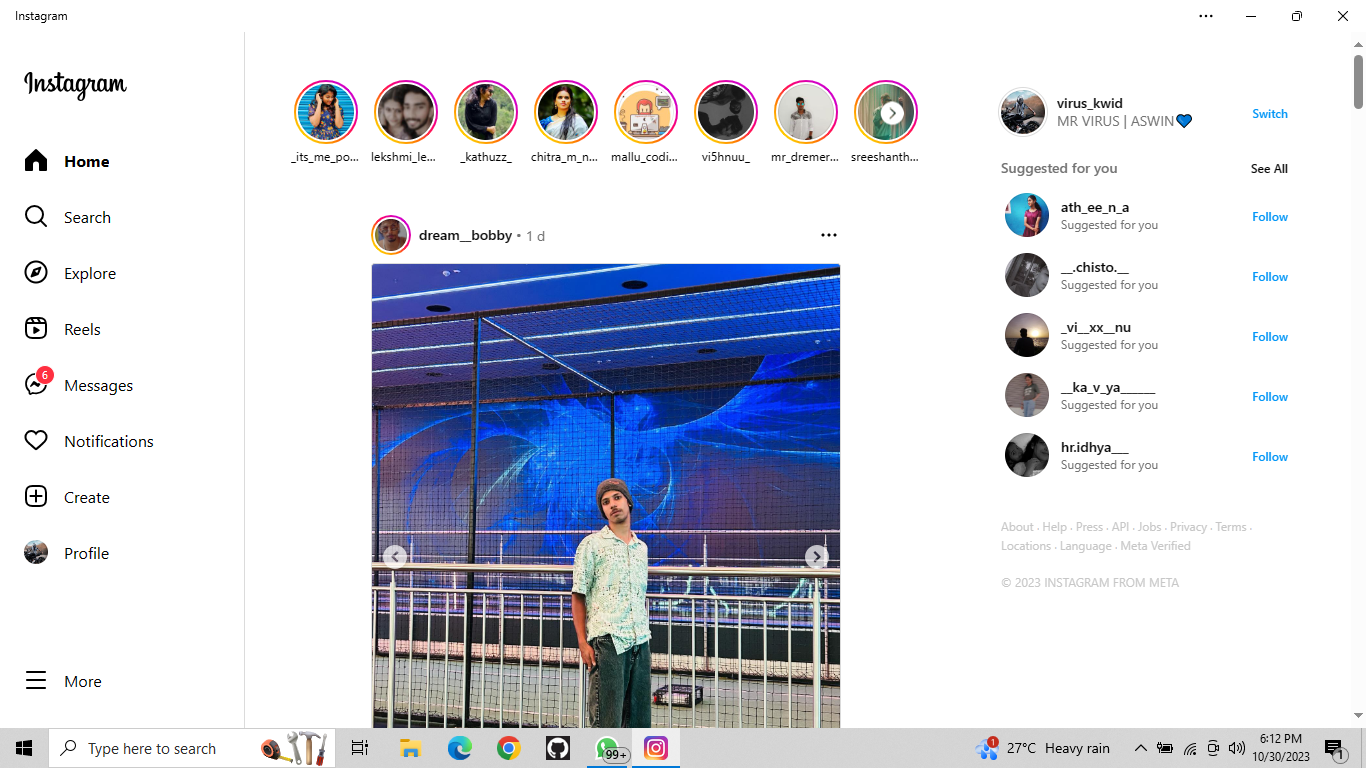 Instagram
Instagram
Home
Search
Explore
Reels
6
Messages
Notifications
Create
Profile
More
_its_me_po...
lekshmi_le...
_kathuzz_
chitra_m_n...
mallu_codi...
vi5hnuu_
mr_dremer...
sreeshanth...
dream__bobby • 1 d
virus_kwid
MR VIRUS | ASWIN💙
Switch
Suggested for you
See All
ath_ee_n_a
Suggested for you
Follow
__.chisto.__
Suggested for you
Follow
_vi__xx__nu
Suggested for you
Follow
__ka_v_ya______
Suggested for you
Follow
hr.idhya___
Suggested for you
Follow
About · Help · Press · API · Jobs · Privacy · Terms ·
Locations · Language · Meta Verified
© 2023 INSTAGRAM FROM META
Type here to search
99+
1
27°C Heavy rain
6:12 PM
10/30/2023
1